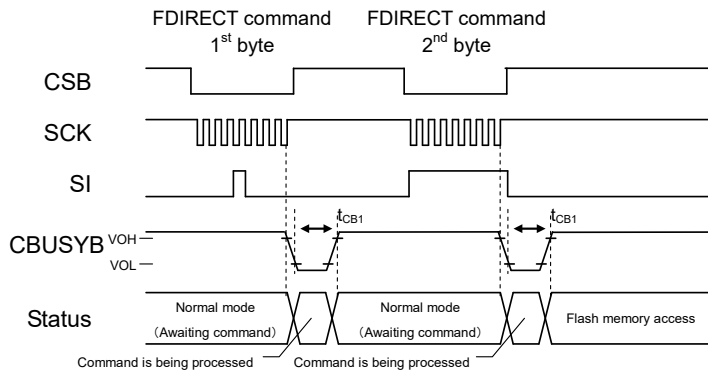 FDIRECT command FDIRECT command
1st byte 2nd byte
CSB
SCK
SI
tCB1 tCB1
CBUSYB VOH
VOL
Normal mode Normal mode
Status Flash memory access
（Awaiting command） （Awaiting command）
Command is being processed Command is being processed